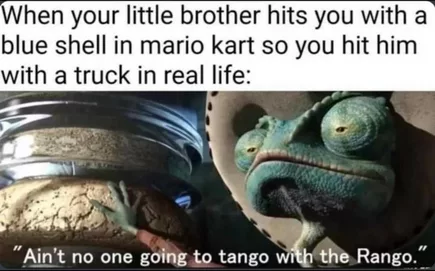 When your little brother hits you with a
blue shell in mario kart so you hit him
with a truck in real life:
"Ain't no one going to tango with the Rango."